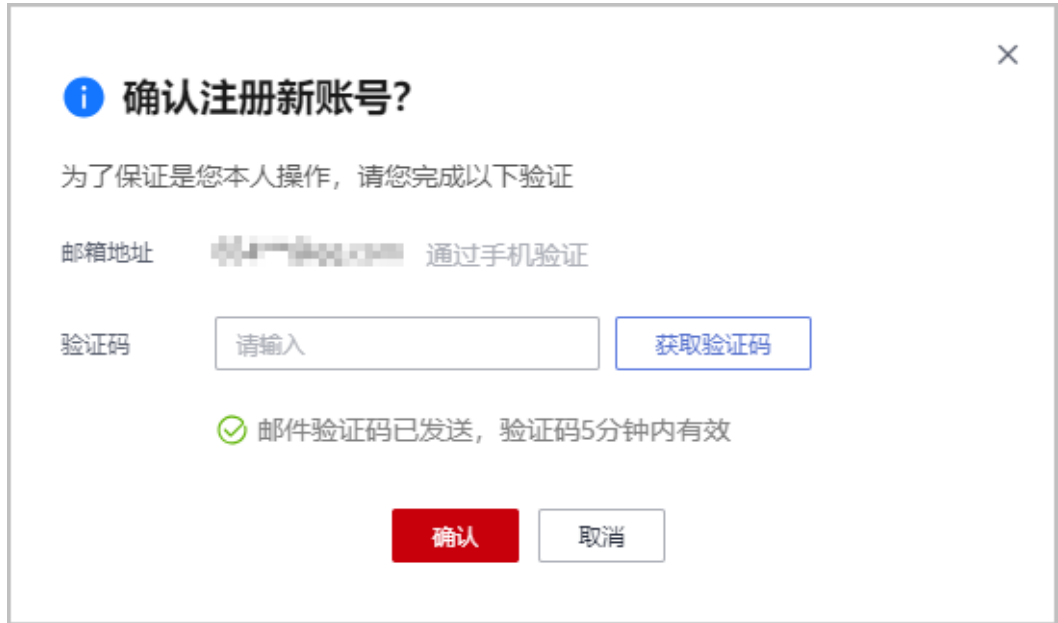 确认注册新账号?
为了保证是您本人操作，请您完成以下验证
邮箱地址 通过手机验证
验证码 请输入 获取验证码
邮件验证码已发送，验证码5分钟内有效
确认 取消